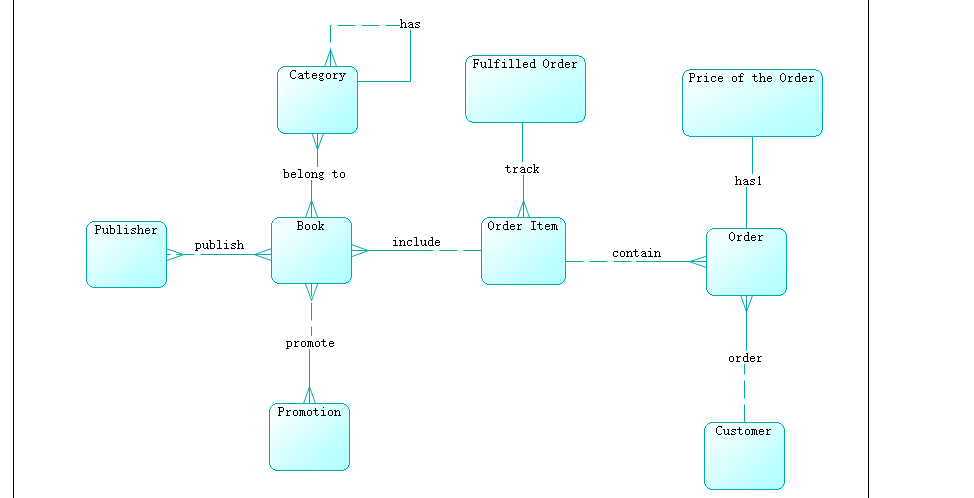 has
Category
Fulfilled Order
Price of the Order
belong to
track
has1
Publisher
Book
Order Item
Order
publish
include
contain
promote
order
Promotion
Customer